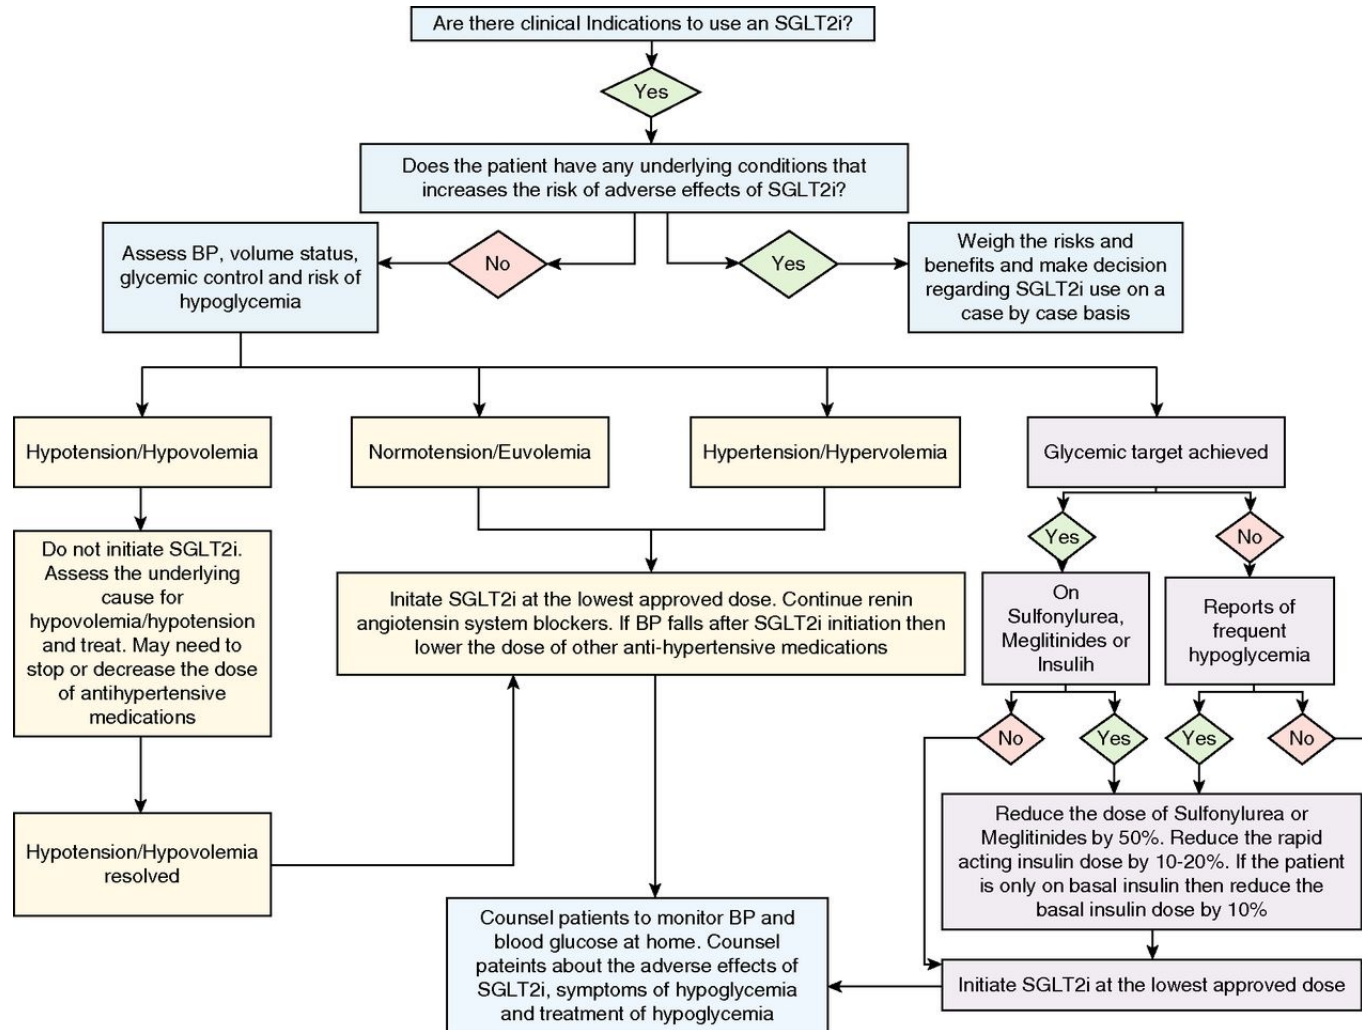 Are there clinical Indications to use an SGLT2i?
Yes
Does the patient have any underlying conditions that
increases the risk of adverse effects of SGLT2i?
Assess BP, volume status,
glycemic control and risk of
hypoglycemia
No
Yes
Weigh the risks and
benefits and make decision
regarding SGLT2i use on a
case by case basis
Hypotension/Hypovolemia
Normotension/Euvolemia
Hypertension/Hypervolemia
Glycemic target achieved
Yes
No
Do not initiate SGLT2i.
Assess the underlying
cause for
hypovolemia/hypotension
and treat. May need to
stop or decrease the dose
of antihypertensive
medications
Initate SGLT2i at the lowest approved dose. Continue renin
angiotensin system blockers. If BP falls after SGLT2i initiation then
lower the dose of other anti-hypertensive medications
On
Sulfonylurea,
Meglitinides or
Insulih
Reports of
frequent
hypoglycemia
No
Yes
Yes
No
Hypotension/Hypovolemia
resolved
Reduce the dose of Sulfonylurea or
Meglitinides by 50%. Reduce the rapid
acting insulin dose by 10-20%. If the patient
is only on basal insulin then reduce the
basal insulin dose by 10%
Counsel patients to monitor BP and
blood glucose at home. Counsel
pateints about the adverse effects of
SGLT2i, symptoms of hypoglycemia
and treatment of hypoglycemia
Initiate SGLT2i at the lowest approved dose